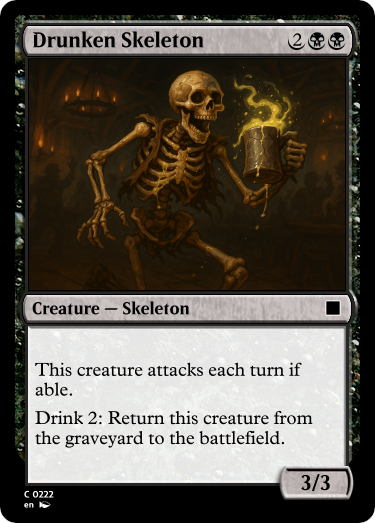 Drunken Skeleton 2
Creature — Skeleton
This creature attacks each turn if
able.
Drink 2: Return this creature from
the graveyard to the battlefield.
3/3
C 0222
en